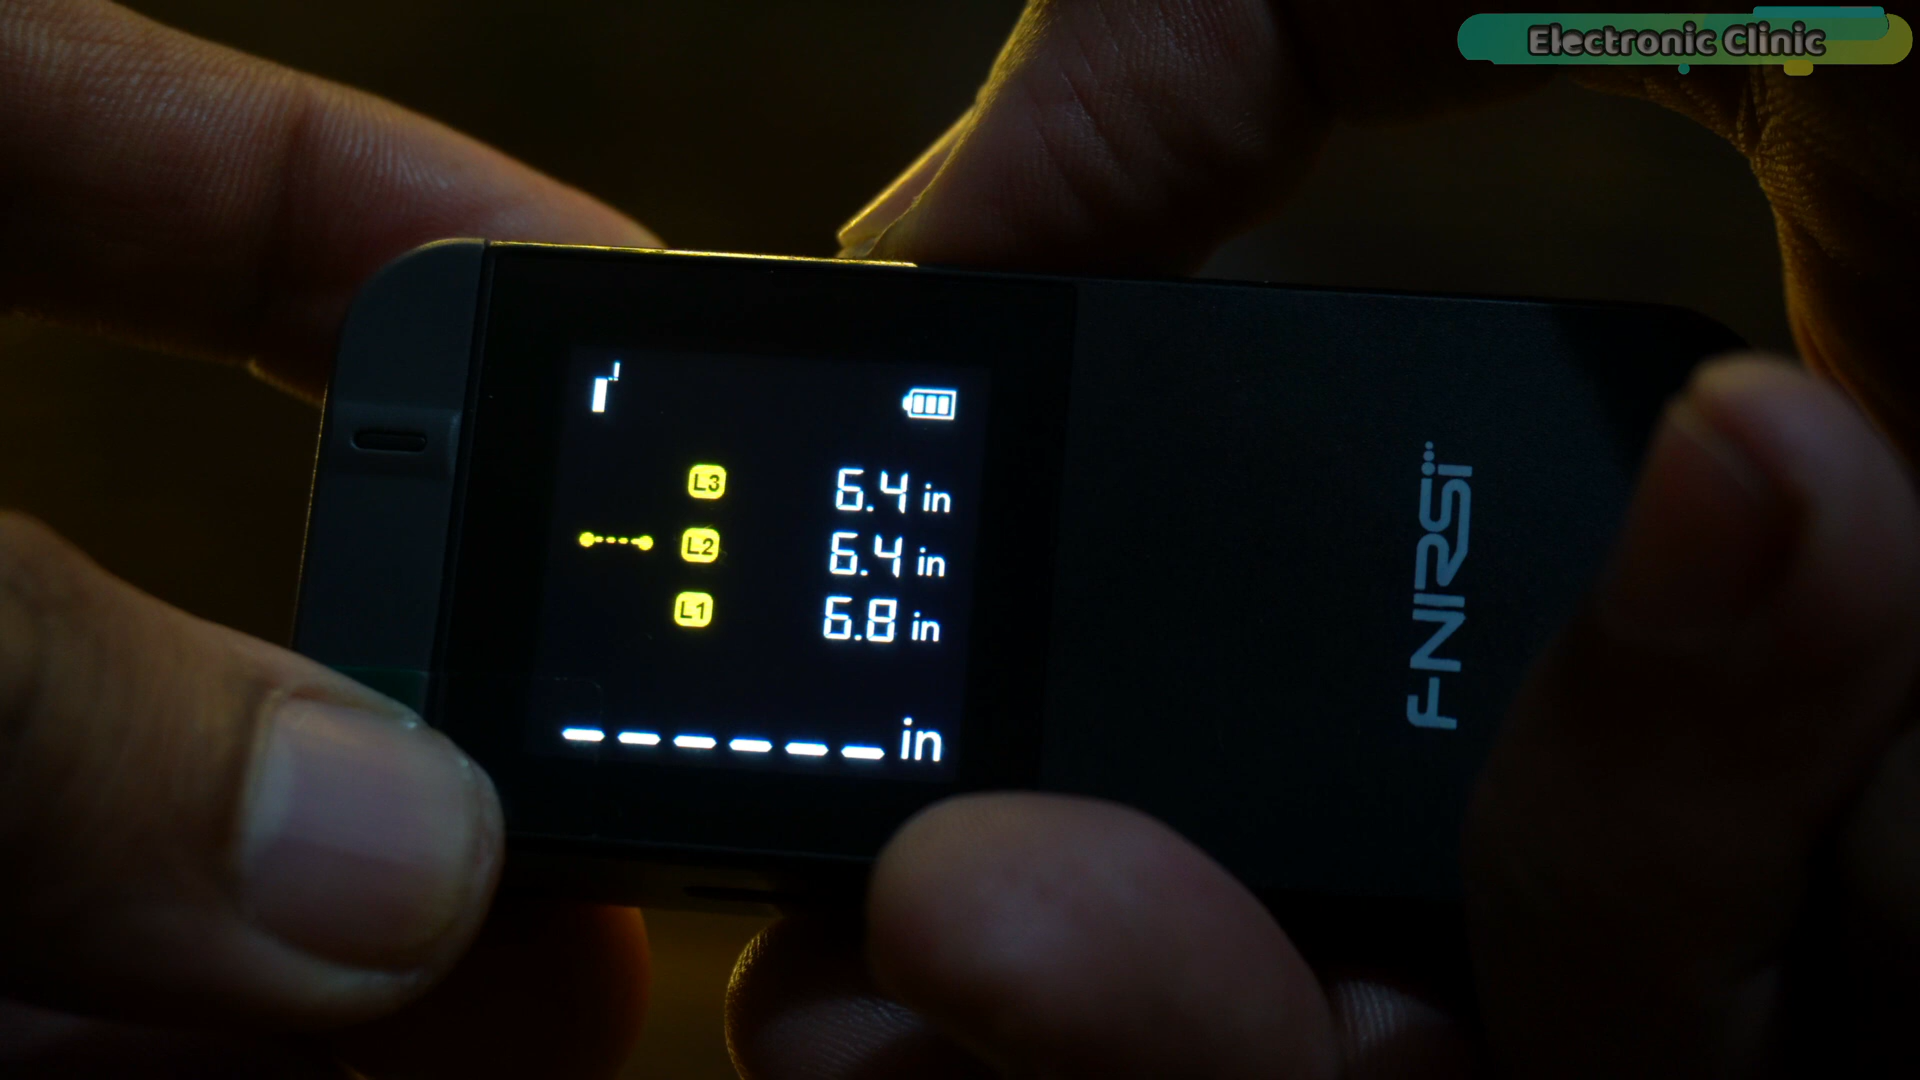 Electronic Clinic
L3 6.4 in
L2 6.4 in
L1 6.8 in
------ in
FNIRSI